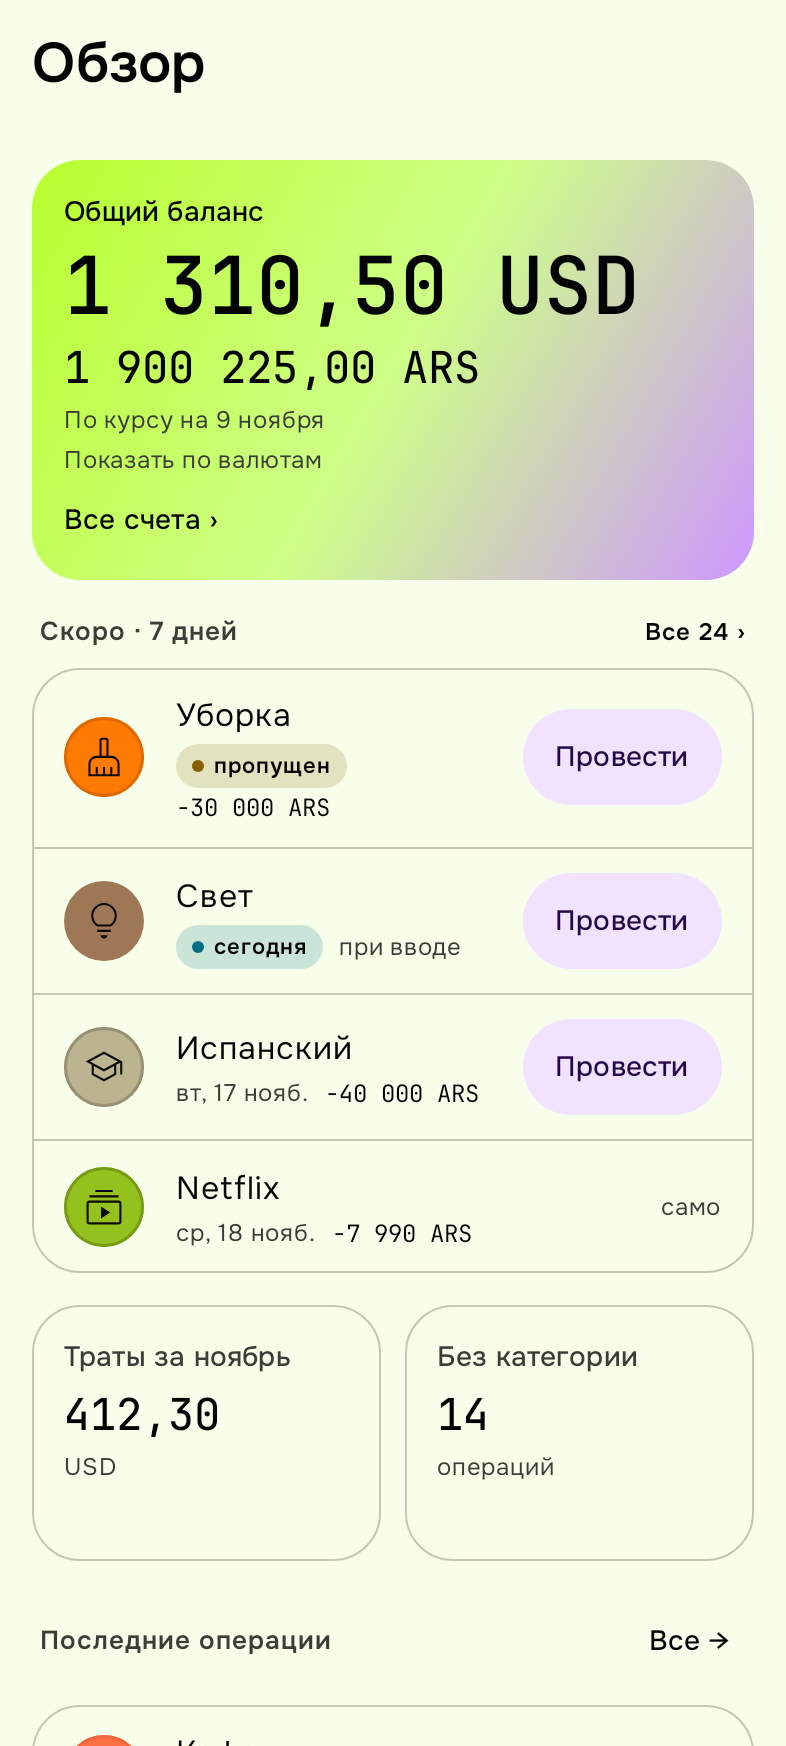 Обзор
Общий баланс
1 310,50 USD
1 900 225,00 ARS
По курсу на 9 ноября
Показать по валютам
Все счета ›
Скоро · 7 дней
Все 24 ›
Уборка
пропущен
-30 000 ARS
Провести
Свет
сегодня при вводе
Провести
Испанский
вт, 17 нояб. -40 000 ARS
Провести
Netflix
ср, 18 нояб. -7 990 ARS
само
Траты за ноябрь
412,30
USD
Без категории
14
операций
Последние операции
Все →